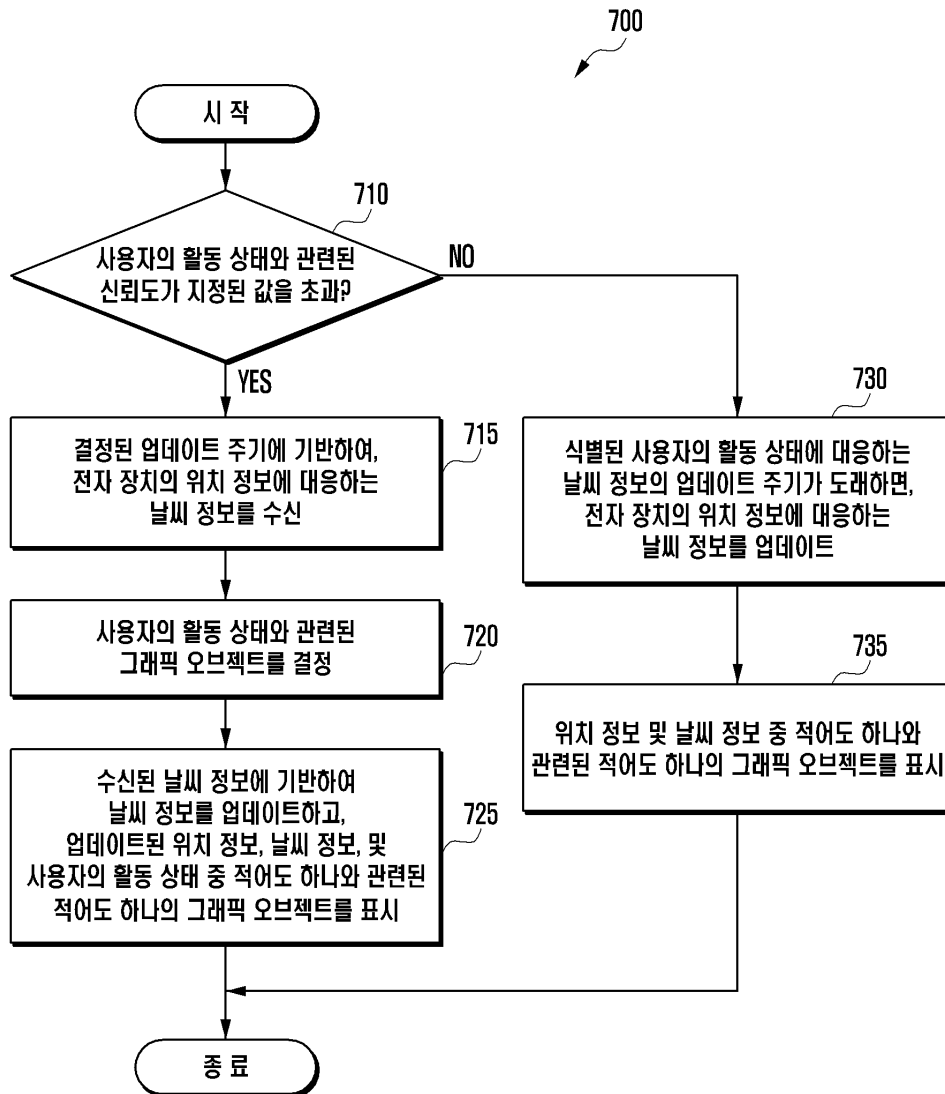 700
시 작
710
사용자의 활동 상태와 관련된
신뢰도가 지정된 값을 초과?
NO
YES
715
결정된 업데이트 주기에 기반하여,
전자 장치의 위치 정보에 대응하는
날씨 정보를 수신
720
사용자의 활동 상태와 관련된
그래픽 오브젝트를 결정
725
수신된 날씨 정보에 기반하여
날씨 정보를 업데이트하고,
업데이트된 위치 정보, 날씨 정보, 및
사용자의 활동 상태 중 적어도 하나와 관련된
적어도 하나의 그래픽 오브젝트를 표시
730
식별된 사용자의 활동 상태에 대응하는
날씨 정보의 업데이트 주기가 도래하면,
전자 장치의 위치 정보에 대응하는
날씨 정보를 업데이트
735
위치 정보 및 날씨 정보 중 적어도 하나와
관련된 적어도 하나의 그래픽 오브젝트를 표시
종 료